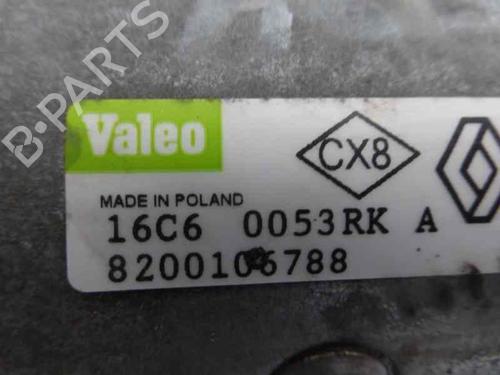 B-PARTS
Valeo
CX8
MADE IN POLAND
16C6 0053RK A
8200106788